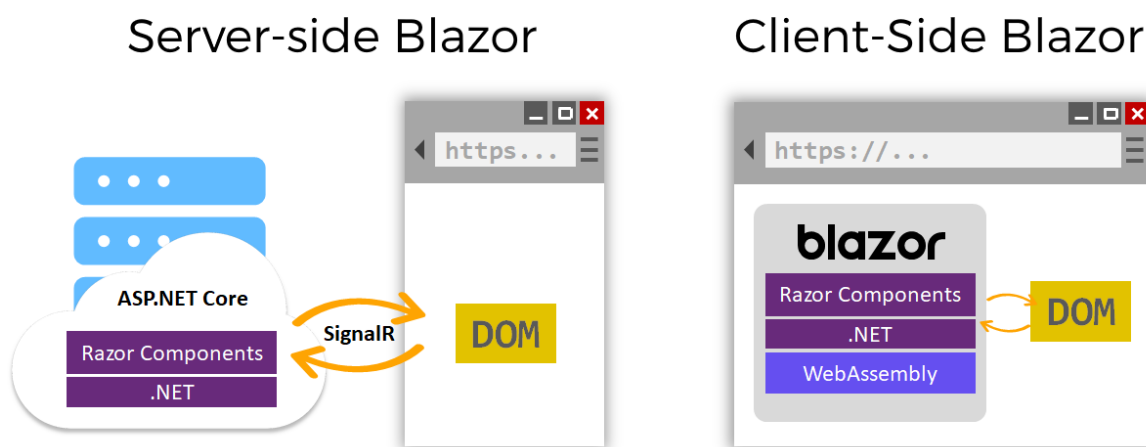 Server-side Blazor
ASP.NET Core
Razor Components
.NET
SignalR
https...
DOM
Client-Side Blazor
https://...
blazor
Razor Components
.NET
WebAssembly
DOM